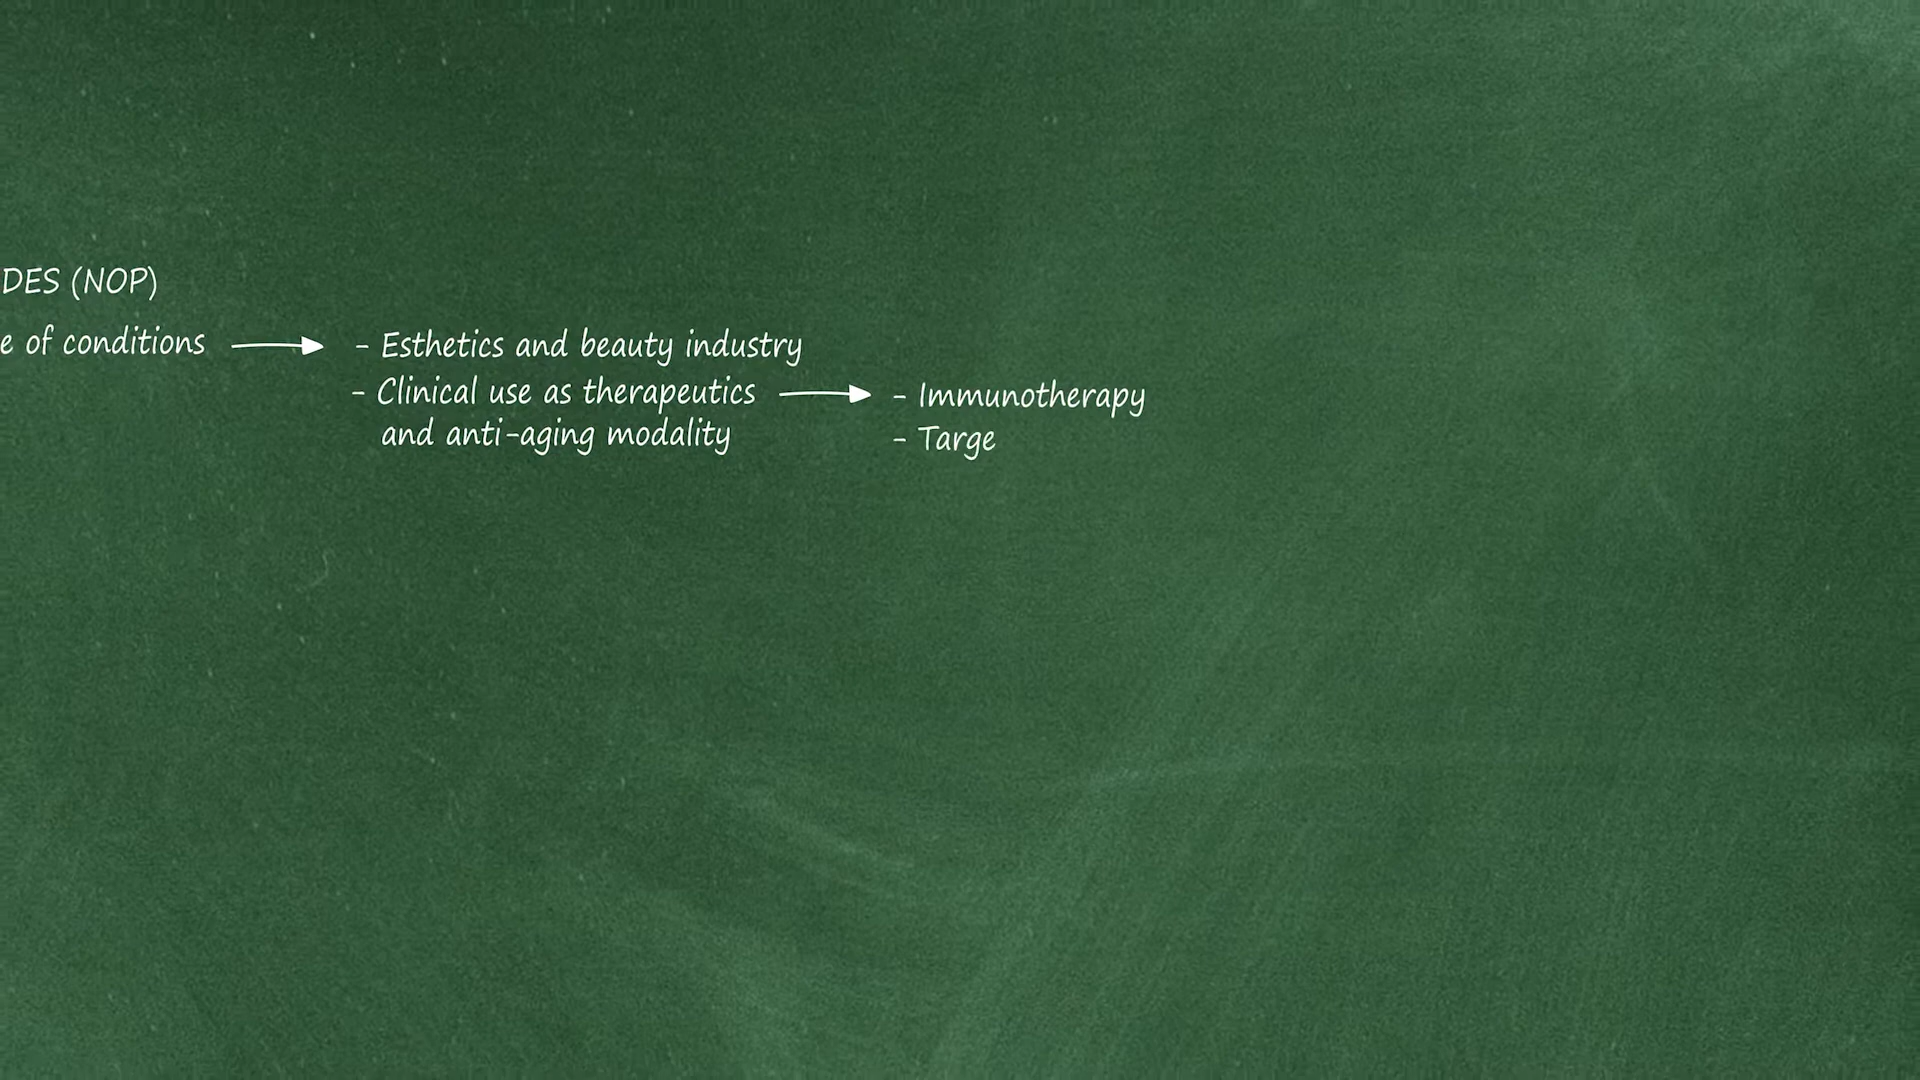 DES (NOP)
e of conditions
- Esthetics and beauty industry
- Clinical use as therapeutics
and anti-aging modality
- Immunotherapy
- Targe